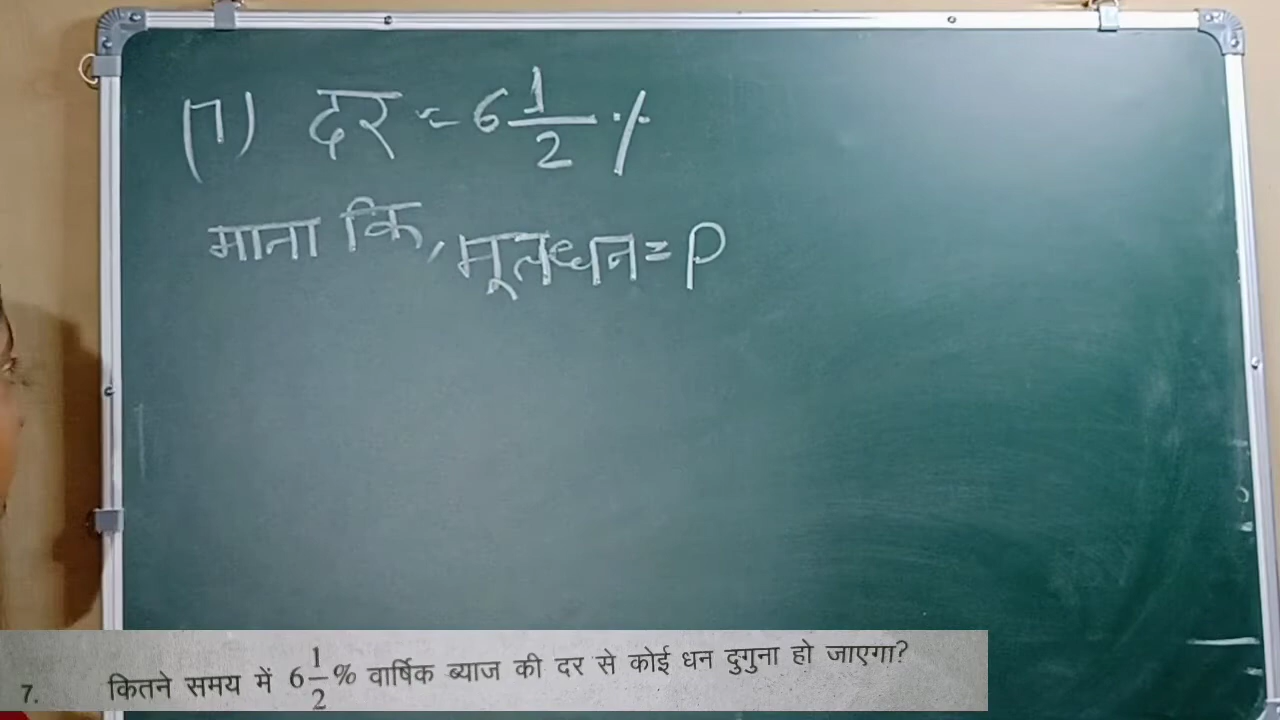 (7) दर = 6 1/2 %
माना कि, मूलधन = P
7. कितने समय में 6 1/2 % वार्षिक ब्याज की दर से कोई धन दुगुना हो जाएगा?